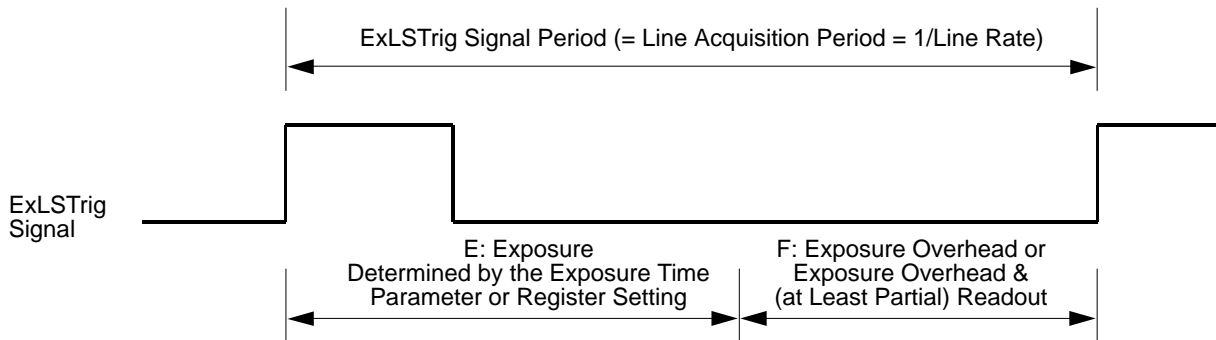 ExLSTrig Signal Period (= Line Acquisition Period = 1/Line Rate)
ExLSTrig
Signal
E: Exposure
Determined by the Exposure Time
Parameter or Register Setting
F: Exposure Overhead or
Exposure Overhead &
(at Least Partial) Readout